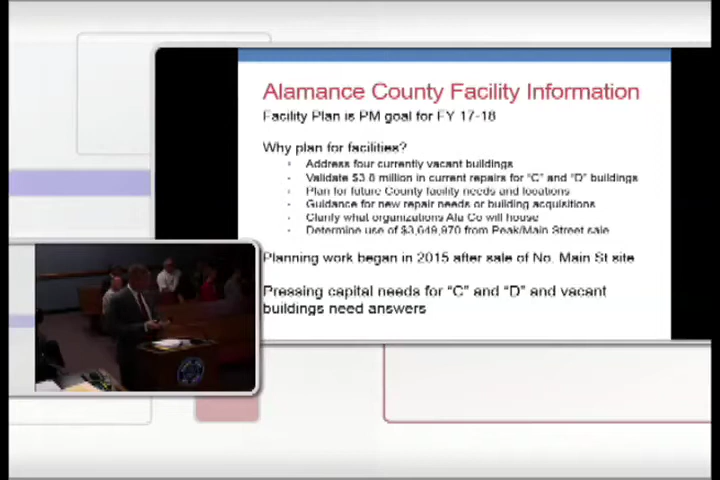 Alamance County Facility Information
Facility Plan is PM goal for FY 17-18
Why plan for facilities?
· Address four currently vacant buildings
· Validate $3.8 million in current repairs for “C” and “D” buildings
· Plan for future County facility needs and locations
· Guidance for new repair needs or building acquisitions
· Clarify what organizations Ala Co will house
· Determine use of $3,649,970 from Peak/Main Street sale
Planning work began in 2015 after sale of No. Main St site
Pressing capital needs for “C” and “D” and vacant
buildings need answers